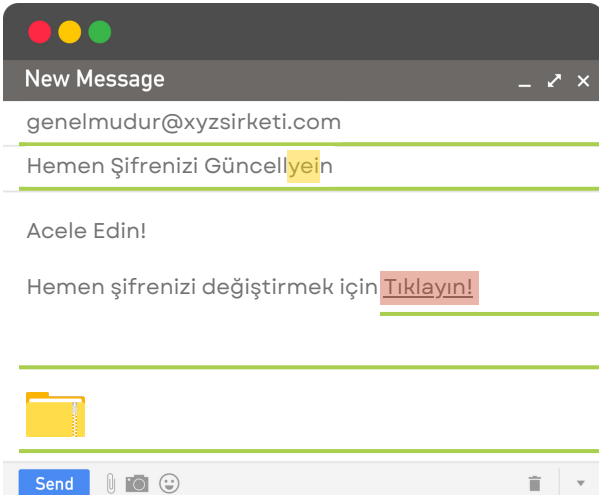 New Message
genelmudur@xyzsirketi.com
Hemen Şifrenizi Güncellyein
Acele Edin!
Hemen şifrenizi değiştirmek için Tıklayın!
Send